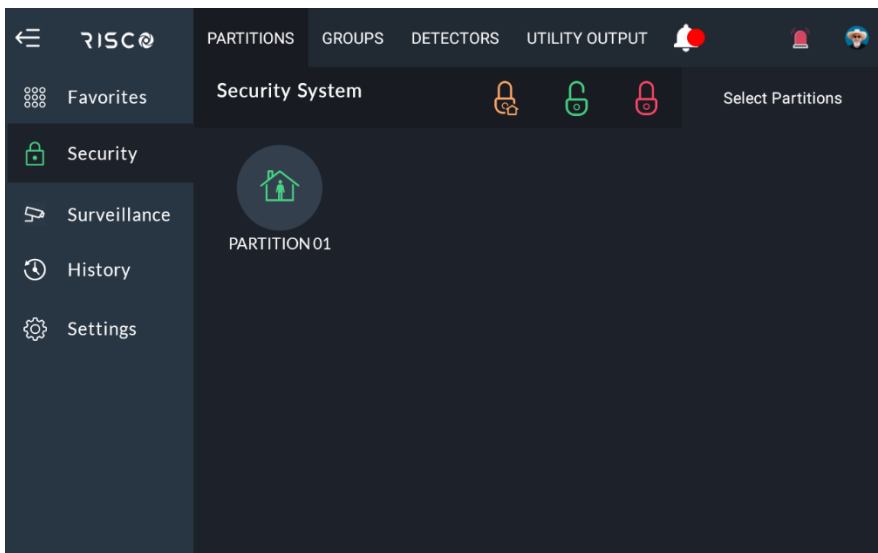 RISCO
PARTITIONS GROUPS DETECTORS UTILITY OUTPUT
Favorites
Security System
Select Partitions
Security
Surveillance
PARTITION 01
History
Settings